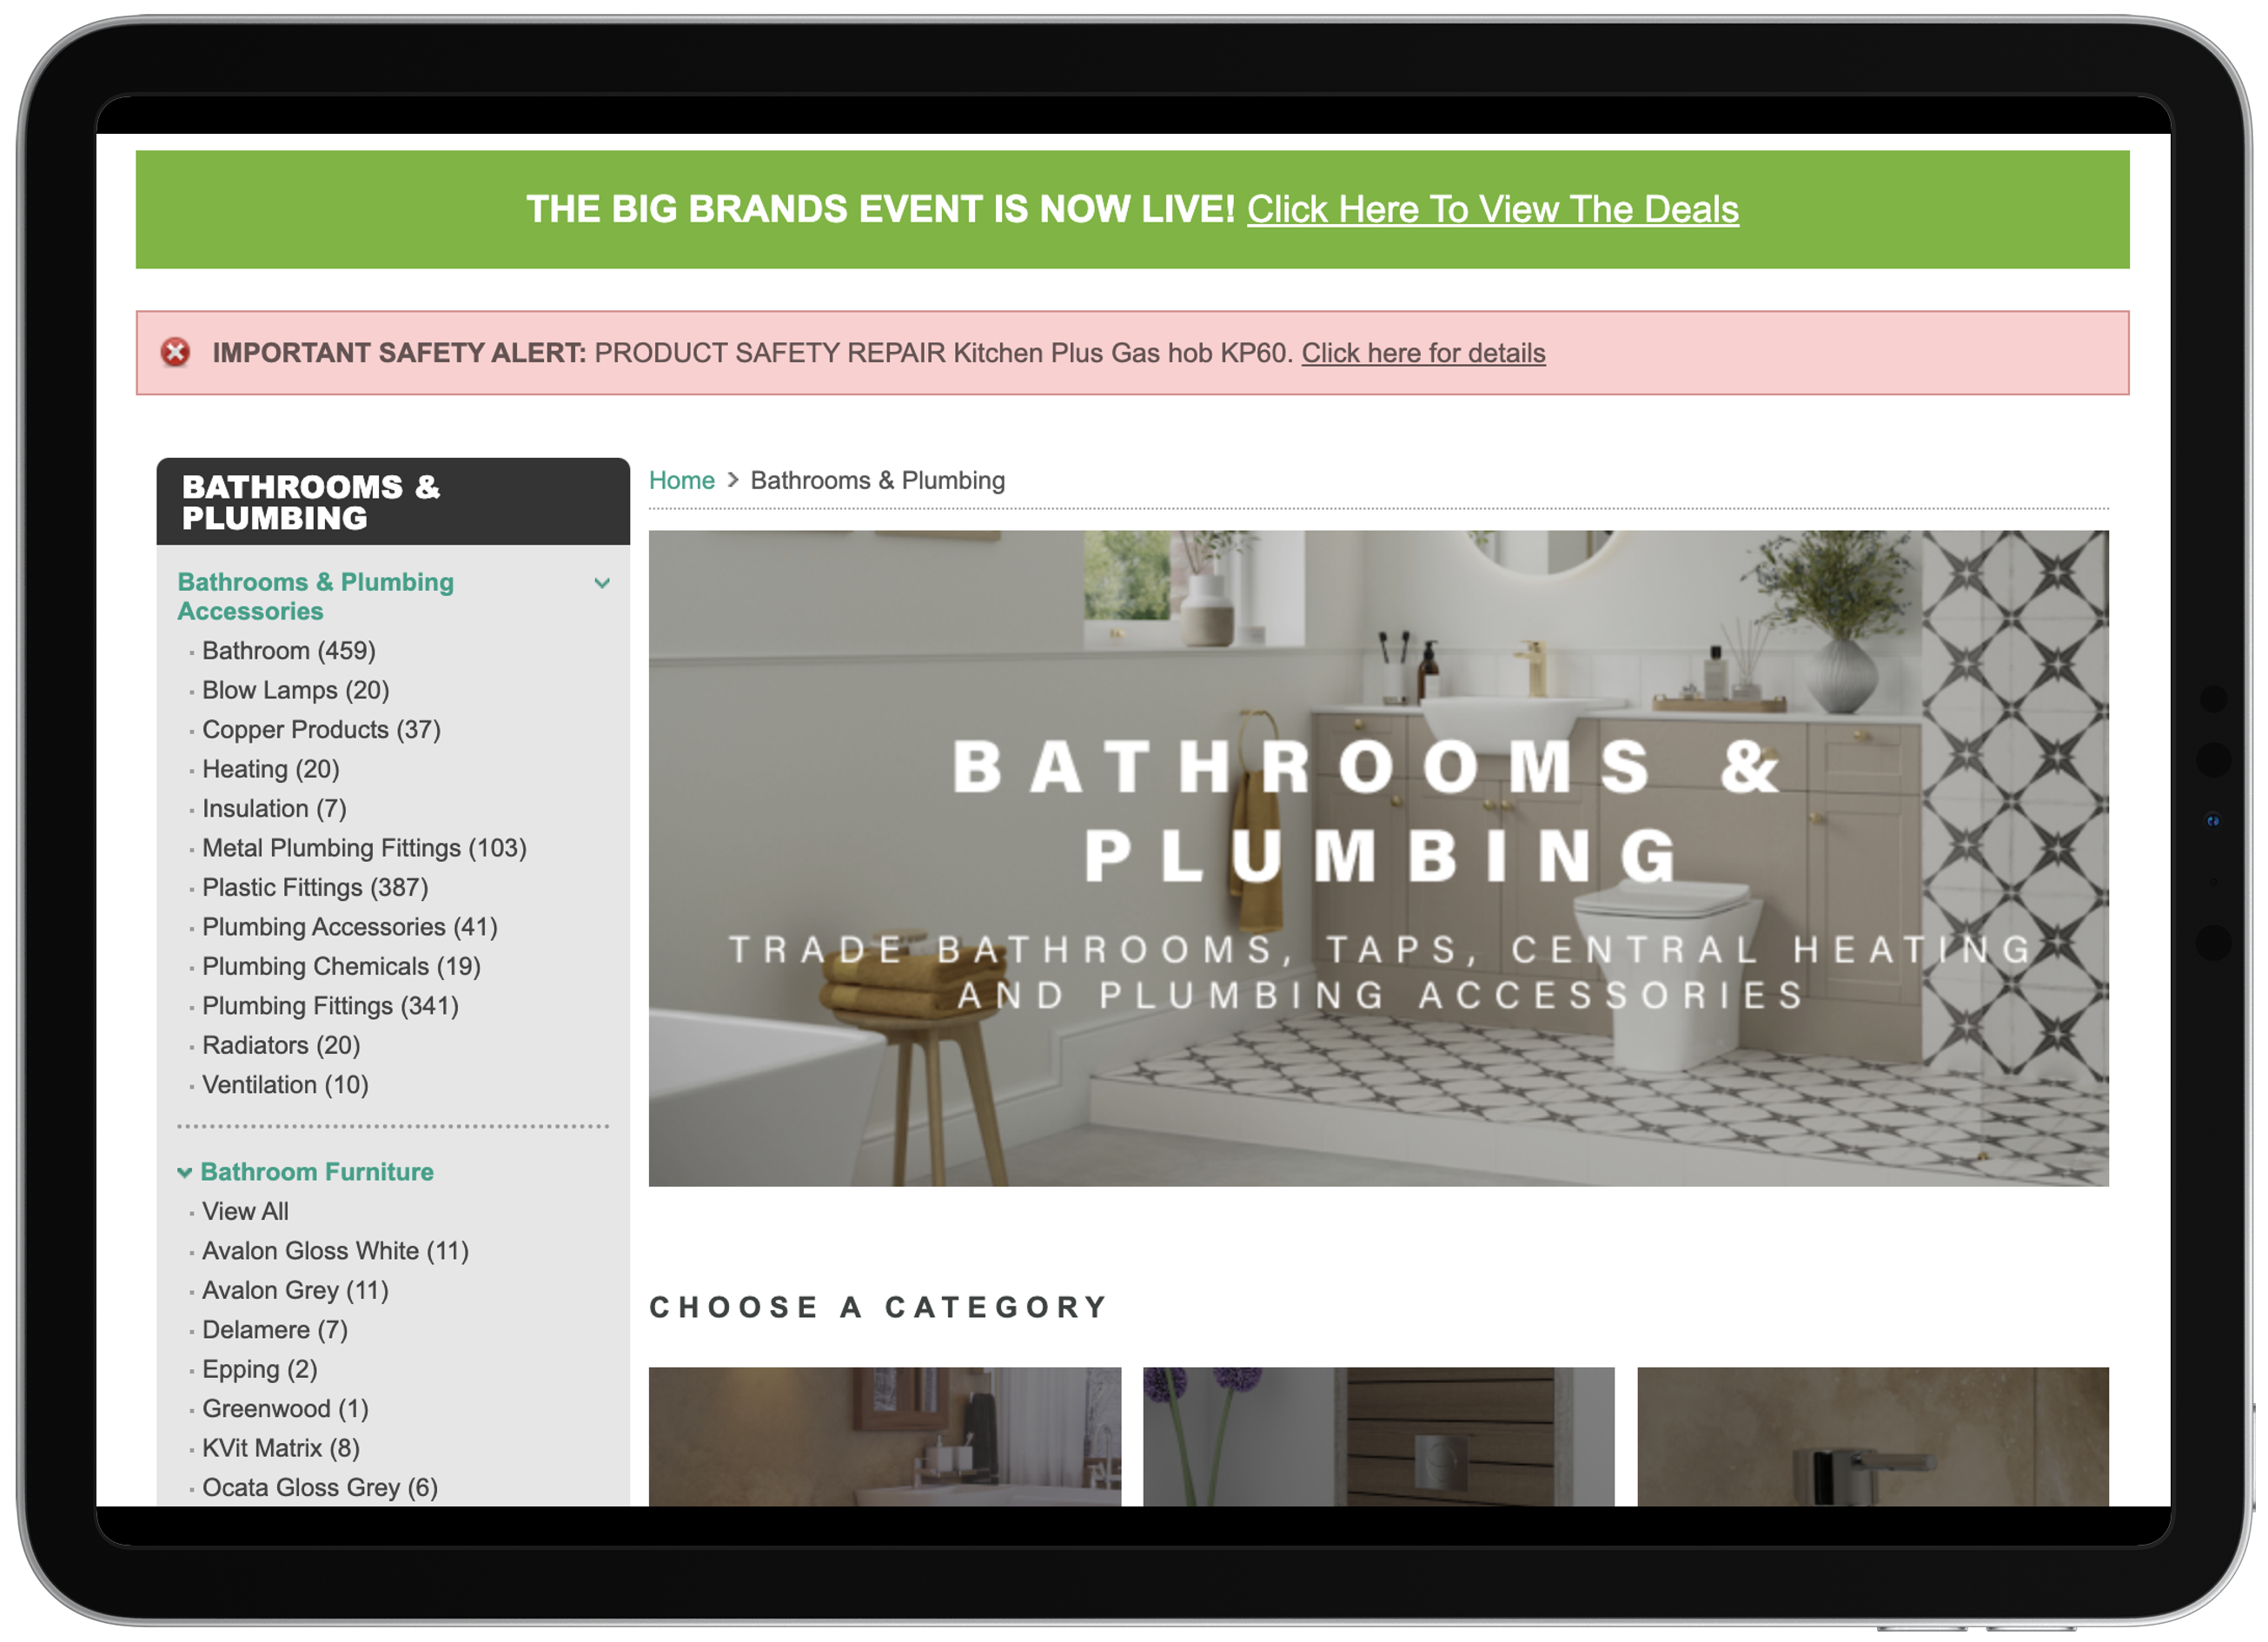 THE BIG BRANDS EVENT IS NOW LIVE! Click Here To View The Deals
IMPORTANT SAFETY ALERT: PRODUCT SAFETY REPAIR Kitchen Plus Gas hob KP60. Click here for details
BATHROOMS &
PLUMBING
Bathrooms & Plumbing
Accessories
Bathroom (459)
Blow Lamps (20)
Copper Products (37)
Heating (20)
Insulation (7)
Metal Plumbing Fittings (103)
Plastic Fittings (387)
Plumbing Accessories (41)
Plumbing Chemicals (19)
Plumbing Fittings (341)
Radiators (20)
Ventilation (10)
Bathroom Furniture
View All
Avalon Gloss White (11)
Avalon Grey (11)
Delamere (7)
Epping (2)
Greenwood (1)
KVit Matrix (8)
Ocata Gloss Grey (6)
Home > Bathrooms & Plumbing
BATHROOMS &
PLUMBING
TRADE BATHROOMS, TAPS, CENTRAL HEATING
AND PLUMBING ACCESSORIES
CHOOSE A CATEGORY